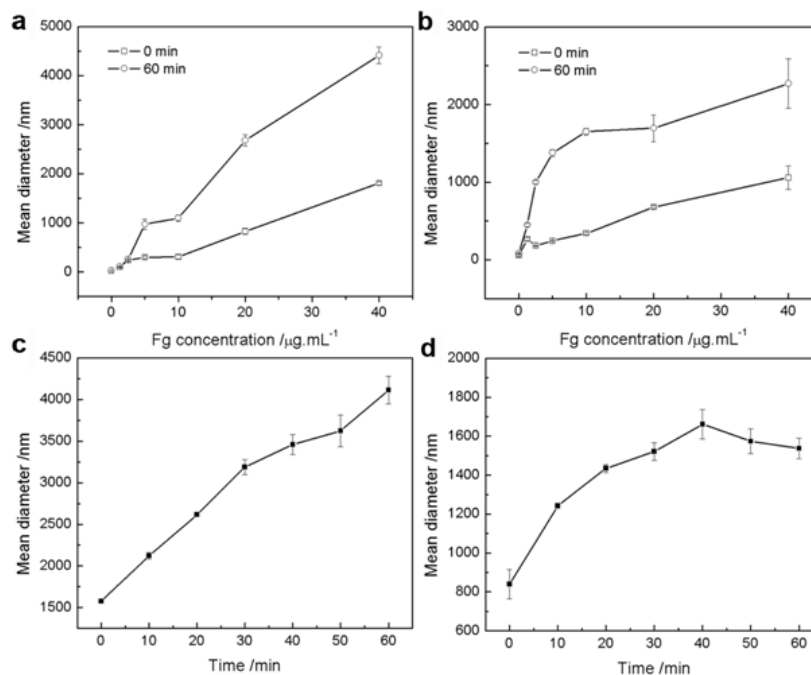 a
0 min
60 min
Mean diameter /nm
5000
4000
3000
2000
1000
0
0 10 20 30 40
Fg concentration /μg.mL⁻¹
b
0 min
60 min
Mean diameter /nm
3000
2000
1000
0
0 10 20 30 40
Fg concentration /μg.mL⁻¹
c
Mean diameter /nm
4500
4000
3500
3000
2500
2000
1500
0 10 20 30 40 50 60
Time /min
d
Mean diameter /nm
2000
1800
1600
1400
1200
1000
800
600
0 10 20 30 40 50 60
Time /min